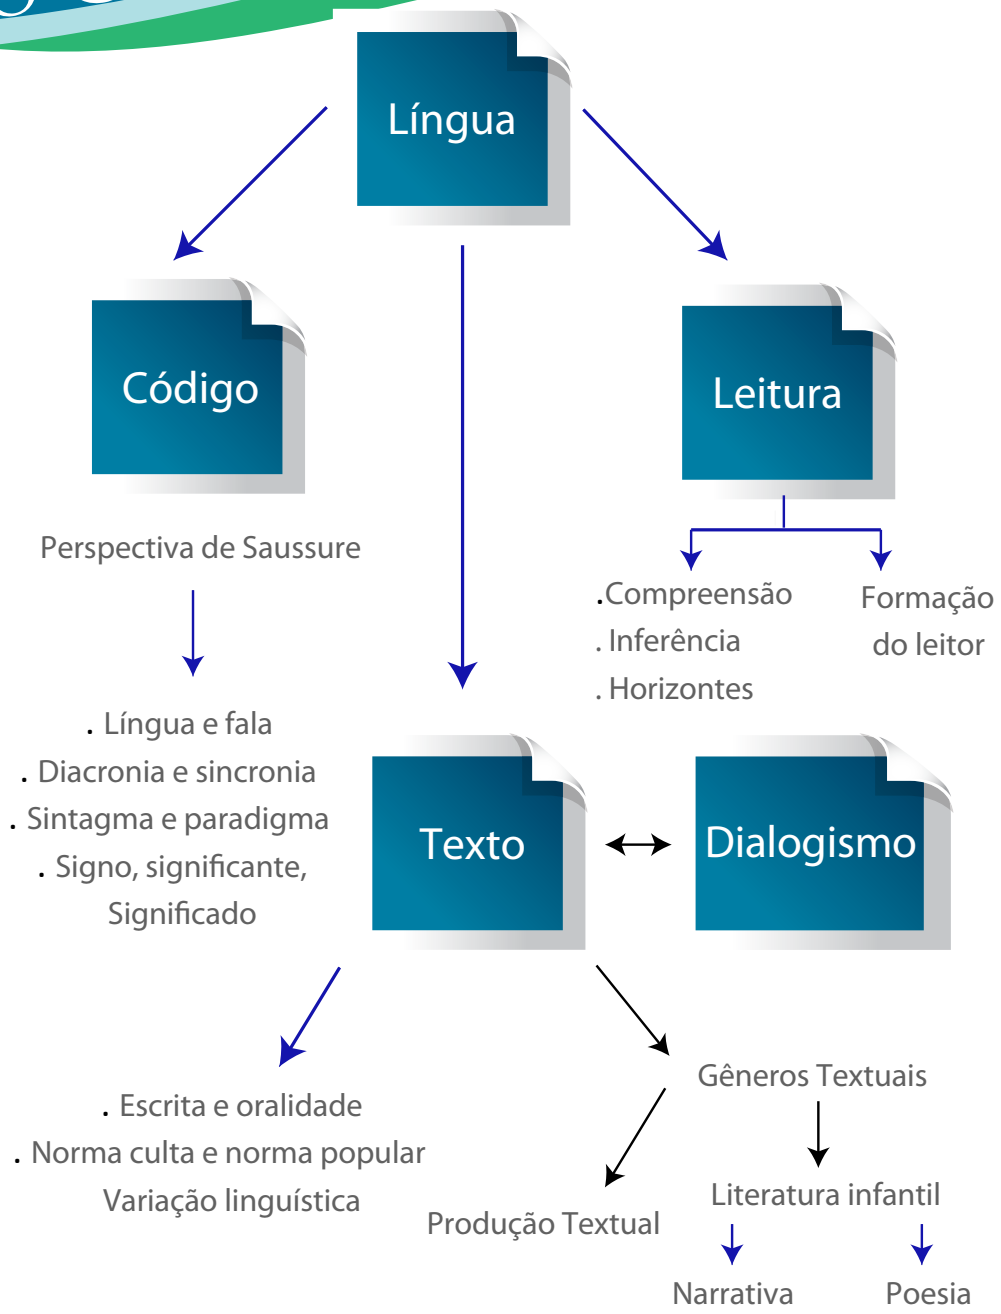 Língua
Código
Leitura
Perspectiva de Saussure
.Compreensão
. Inferência
. Horizontes
Formação
do leitor
. Língua e fala
. Diacronia e sincronia
. Sintagma e paradigma
. Signo, significante,
Significado
Texto
Dialogismo
. Escrita e oralidade
. Norma culta e norma popular
Variação linguística
Gêneros Textuais
Produção Textual
Literatura infantil
Narrativa
Poesia